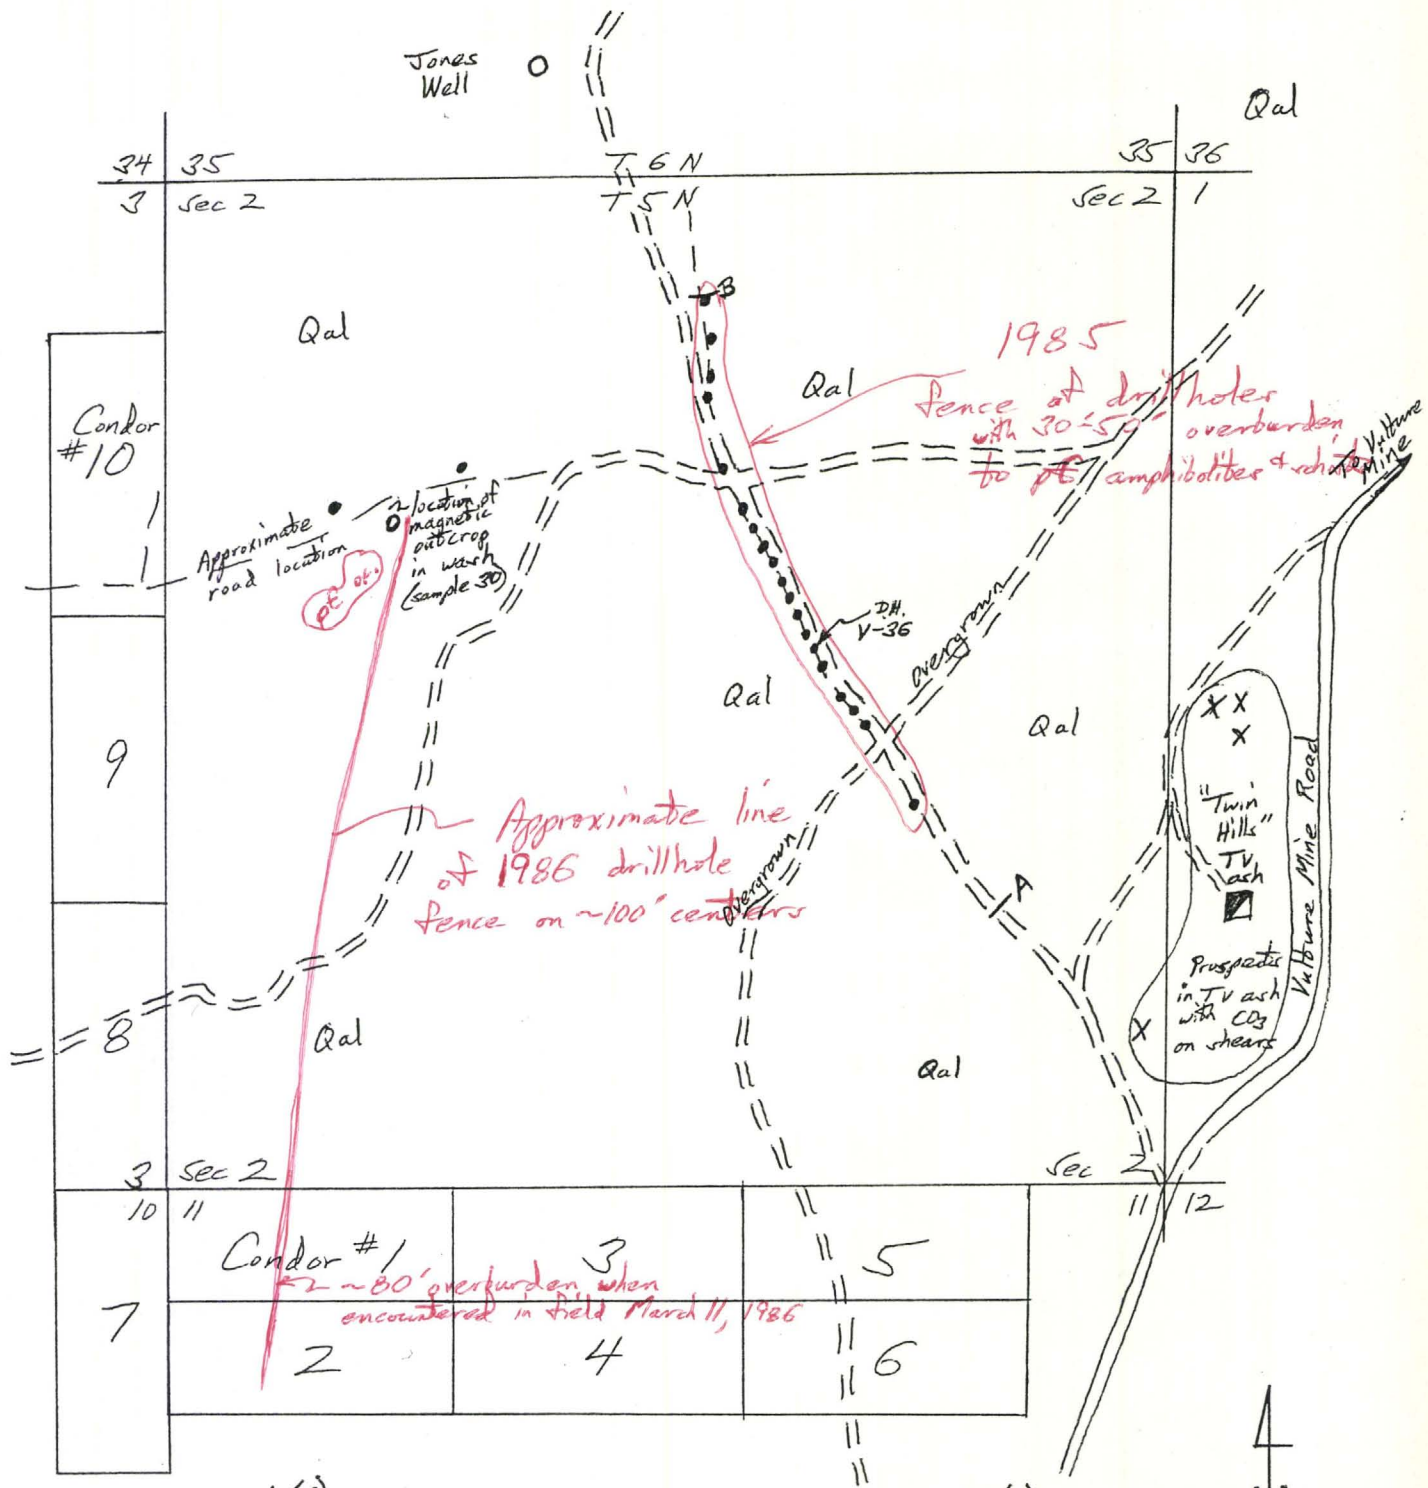 Jones
Well
Qal
34 35
T 6 N
35 36
3 Sec 2
T 5 N
Sec 2 1
B
Qal
1985
Qal
fence of drillholes
with 30'-50' overburden
to pЄ amphibolites & schists
To Vulture
Mine
Condor
#10
~ location of
magnetic
outcrop
in wash
(sample 30)
Approximate
road location
pЄ ot.
D.H.
V-36
overgrown
Qal
Qal
9
"Twin
Hills"
TV
ash
Vulture Mine Road
Approximate line
of 1986 drillhole
fence on ~100' centers
overgrown
A
Prospects
in TV ash
with CO3
on shears
8
Qal
Qal
3 Sec 2
Sec 2
10 11
11 12
Condor #1
3
5
~80' overburden when
encountered in field March 11, 1986
7
2
4
6